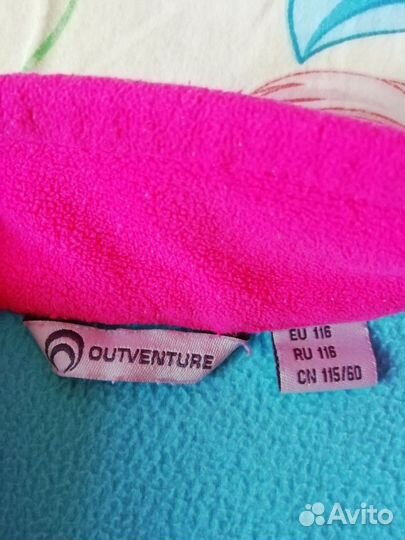 OUTVENTURE
EU 116
RU 116
CN 115/60
Avito